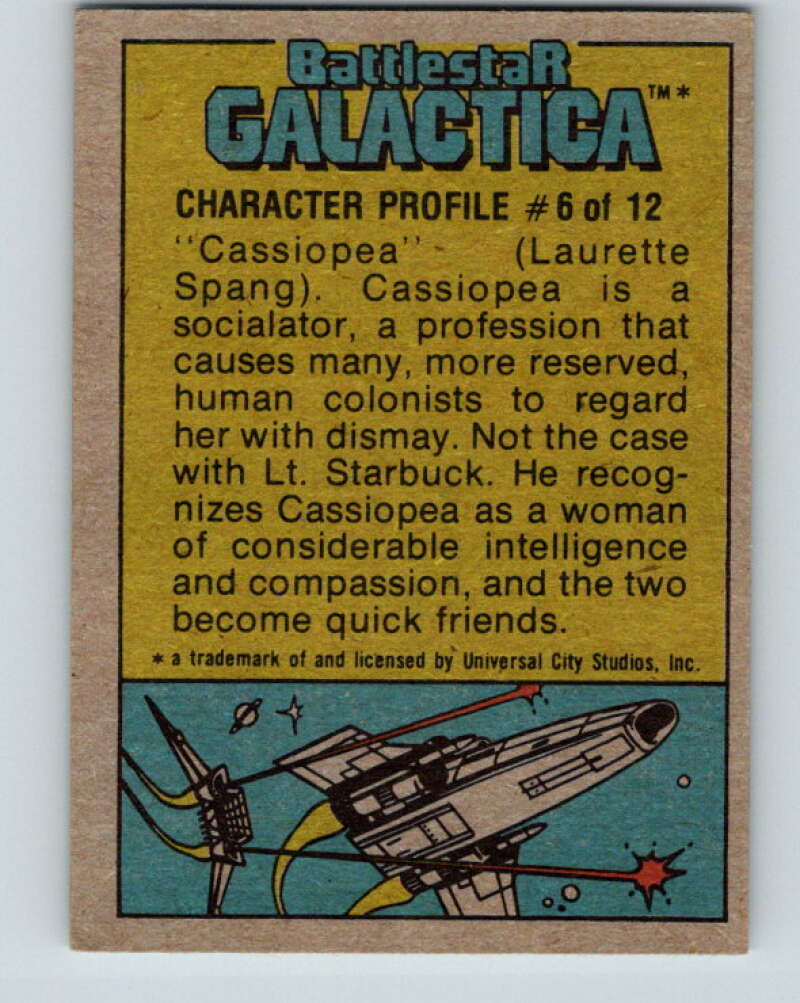 BattlestaR
GALACTICA™*
CHARACTER PROFILE #6 of 12
"Cassiopea" (Laurette
Spang). Cassiopea is a
socialator, a profession that
causes many, more reserved,
human colonists to regard
her with dismay. Not the case
with Lt. Starbuck. He recog-
nizes Cassiopea as a woman
of considerable intelligence
and compassion, and the two
become quick friends.
* a trademark of and licensed by Universal City Studios, Inc.